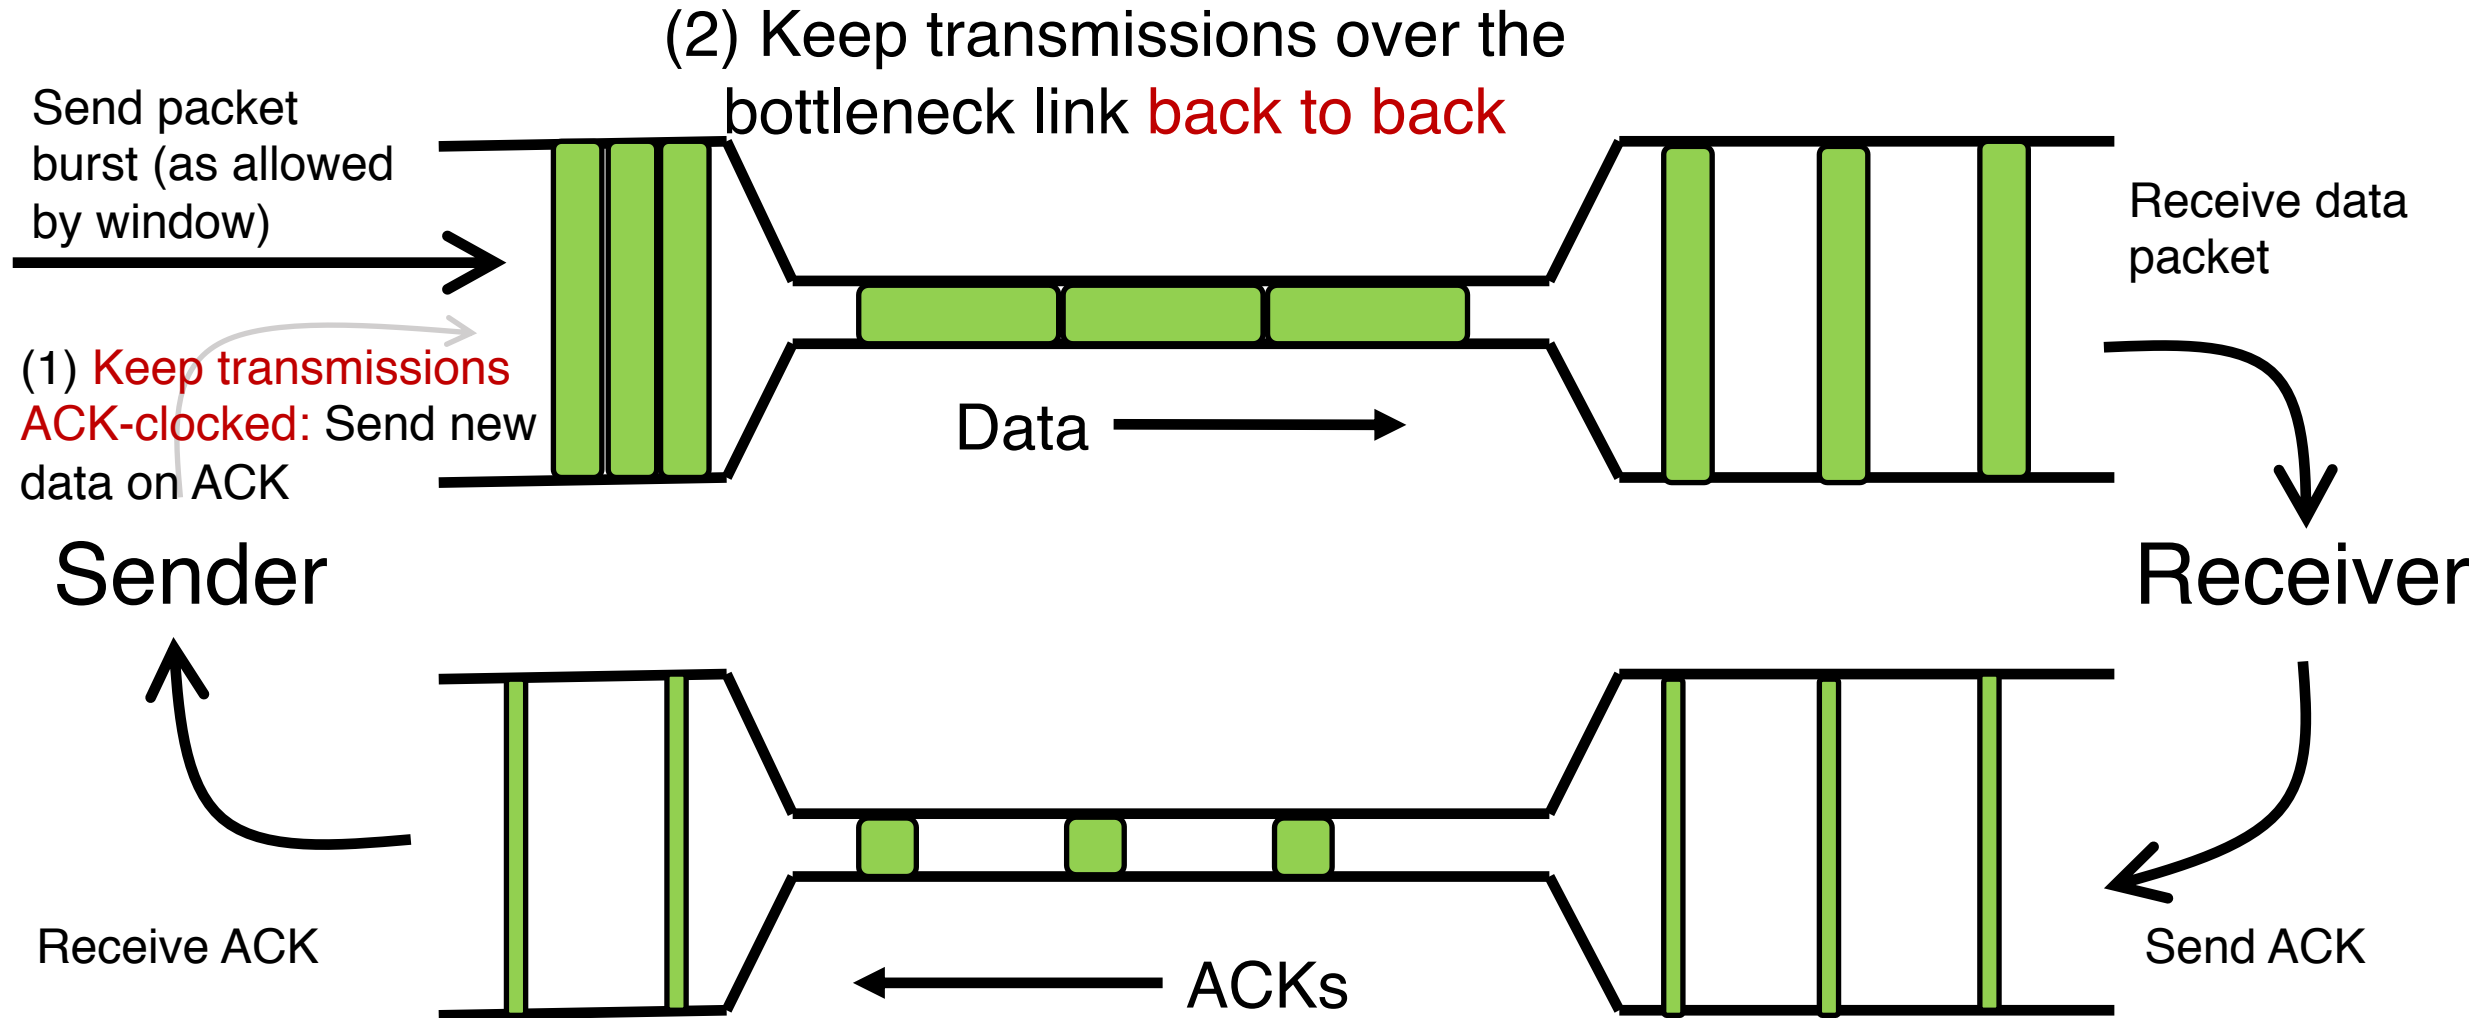 (2) Keep transmissions over the
bottleneck link back to back
Send packet
burst (as allowed
by window)
Receive data
packet
(1) Keep transmissions
ACK-clocked: Send new
data on ACK
Data
Sender
Receiver
Receive ACK
Send ACK
ACKs